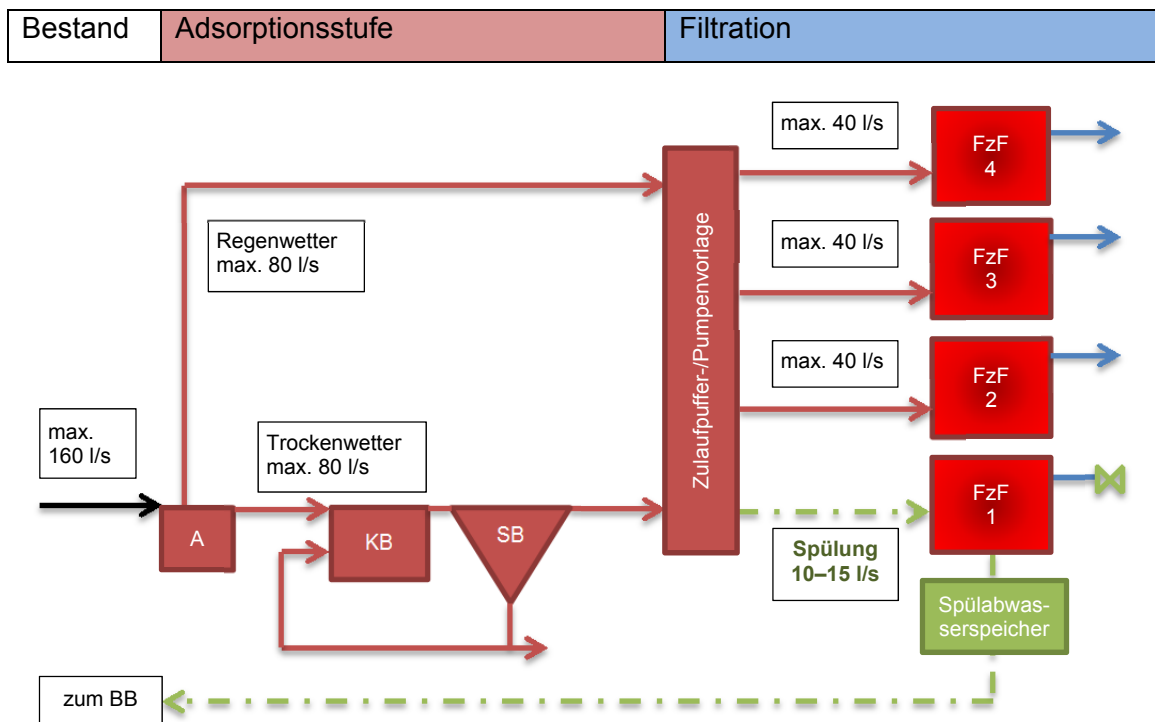 Bestand
Adsorptionsstufe
Filtration
max. 40 l/s
FzF
4
Regenwetter
max. 80 l/s
max. 40 l/s
FzF
3
Zulaufpuffer-/Pumpenvorlage
max. 40 l/s
FzF
2
max.
160 l/s
Trockenwetter
max. 80 l/s
A
KB
SB
FzF
1
Spülung
10–15 l/s
Spülabwas-
serspeicher
zum BB